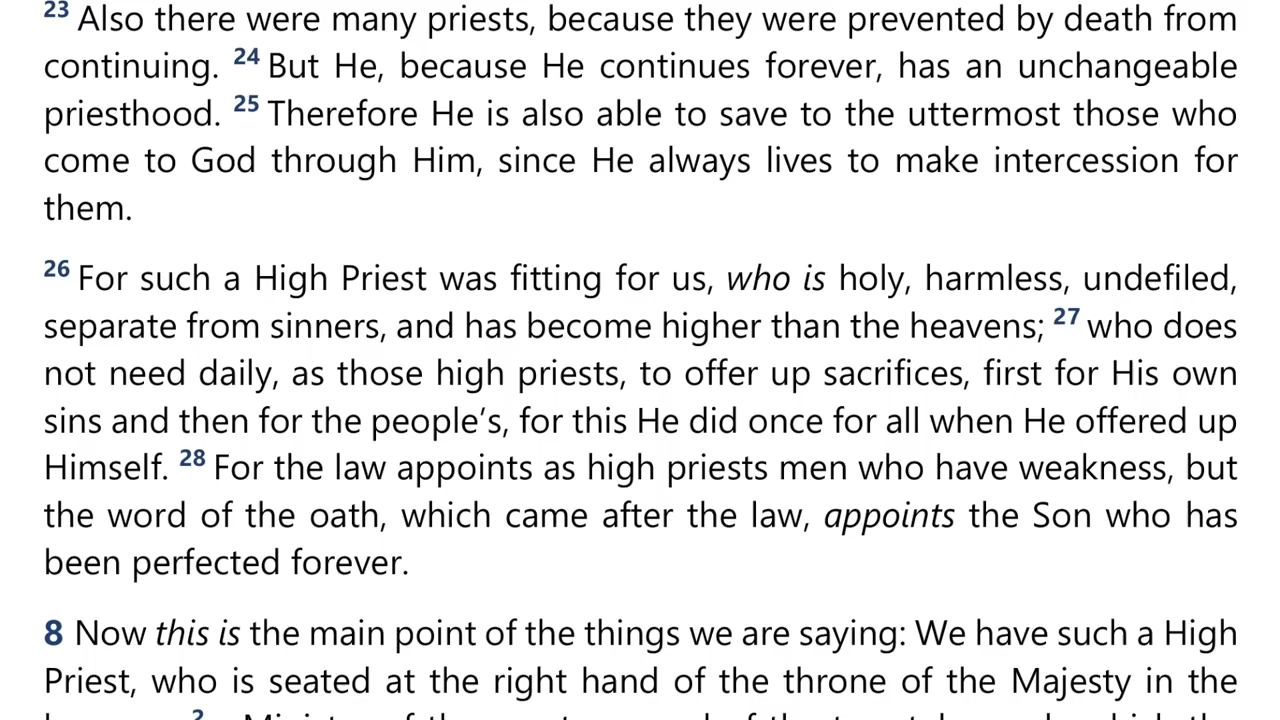 23 Also there were many priests, because they were prevented by death from
continuing. 24 But He, because He continues forever, has an unchangeable
priesthood. 25 Therefore He is also able to save to the uttermost those who
come to God through Him, since He always lives to make intercession for
them.
26 For such a High Priest was fitting for us, who is holy, harmless, undefiled,
separate from sinners, and has become higher than the heavens; 27 who does
not need daily, as those high priests, to offer up sacrifices, first for His own
sins and then for the people’s, for this He did once for all when He offered up
Himself. 28 For the law appoints as high priests men who have weakness, but
the word of the oath, which came after the law, appoints the Son who has
been perfected forever.
8 Now this is the main point of the things we are saying: We have such a High
Priest, who is seated at the right hand of the throne of the Majesty in the
2